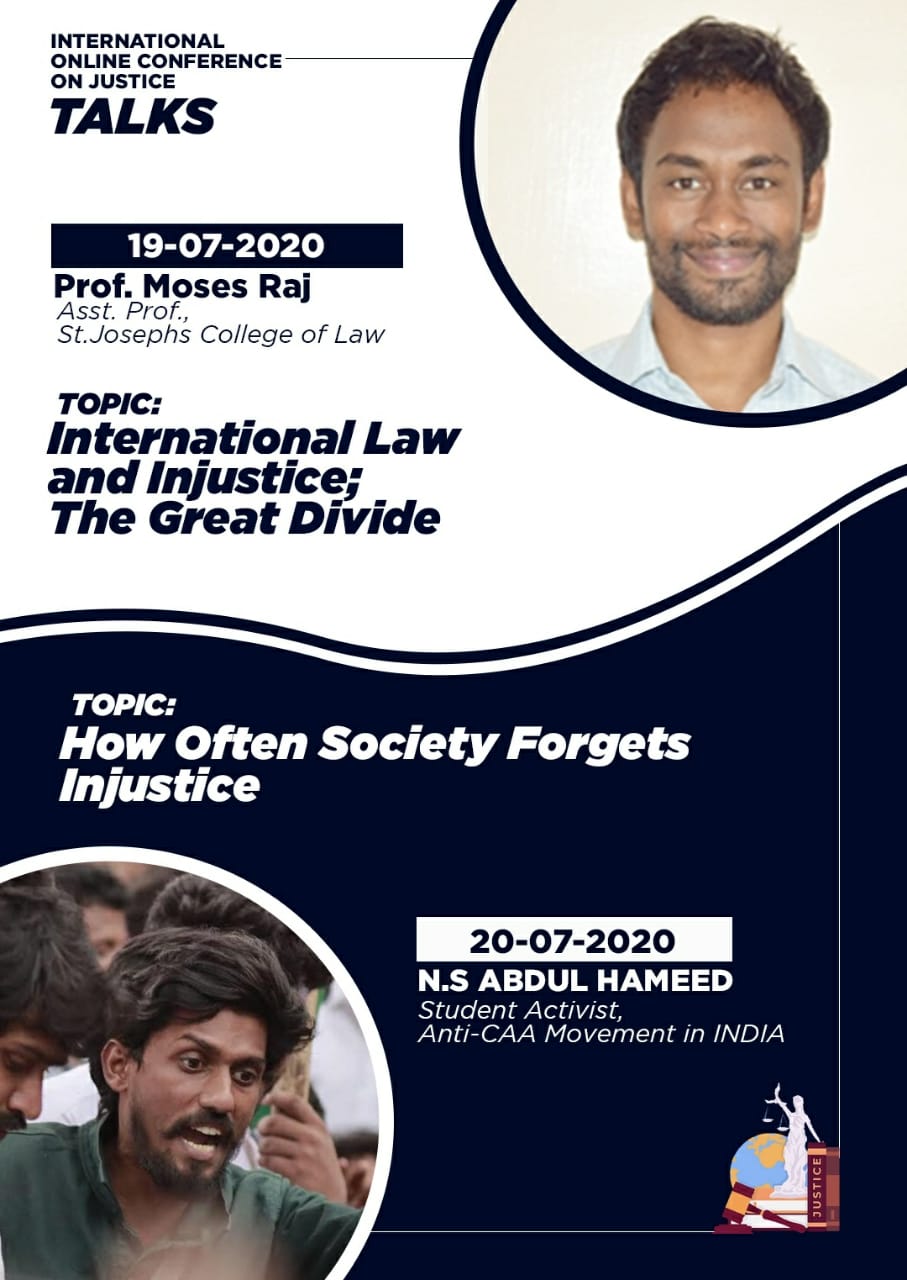 INTERNATIONAL
ONLINE CONFERENCE
ON JUSTICE
TALKS
19-07-2020
Prof. Moses Raj
Asst. Prof.,
St.Josephs College of Law
TOPIC:
International Law
and Injustice;
The Great Divide
TOPIC:
How Often Society Forgets
Injustice
20-07-2020
N.S ABDUL HAMEED
Student Activist,
Anti-CAA Movement in INDIA
JUSTICE